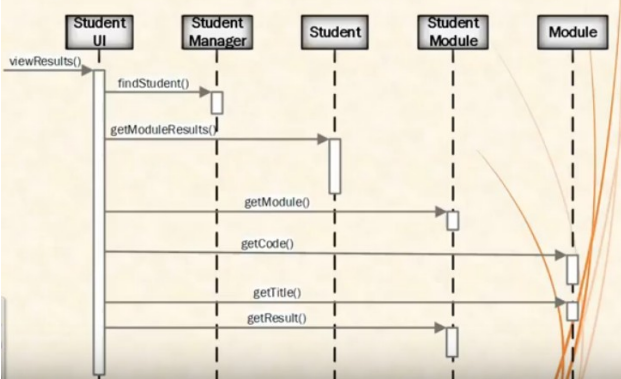 Student
UI
Student
Manager
Student
Student
Module
Module
viewResults()
findStudent()
getModuleResults()
getModule()
getCode()
getTitle()
getResult()